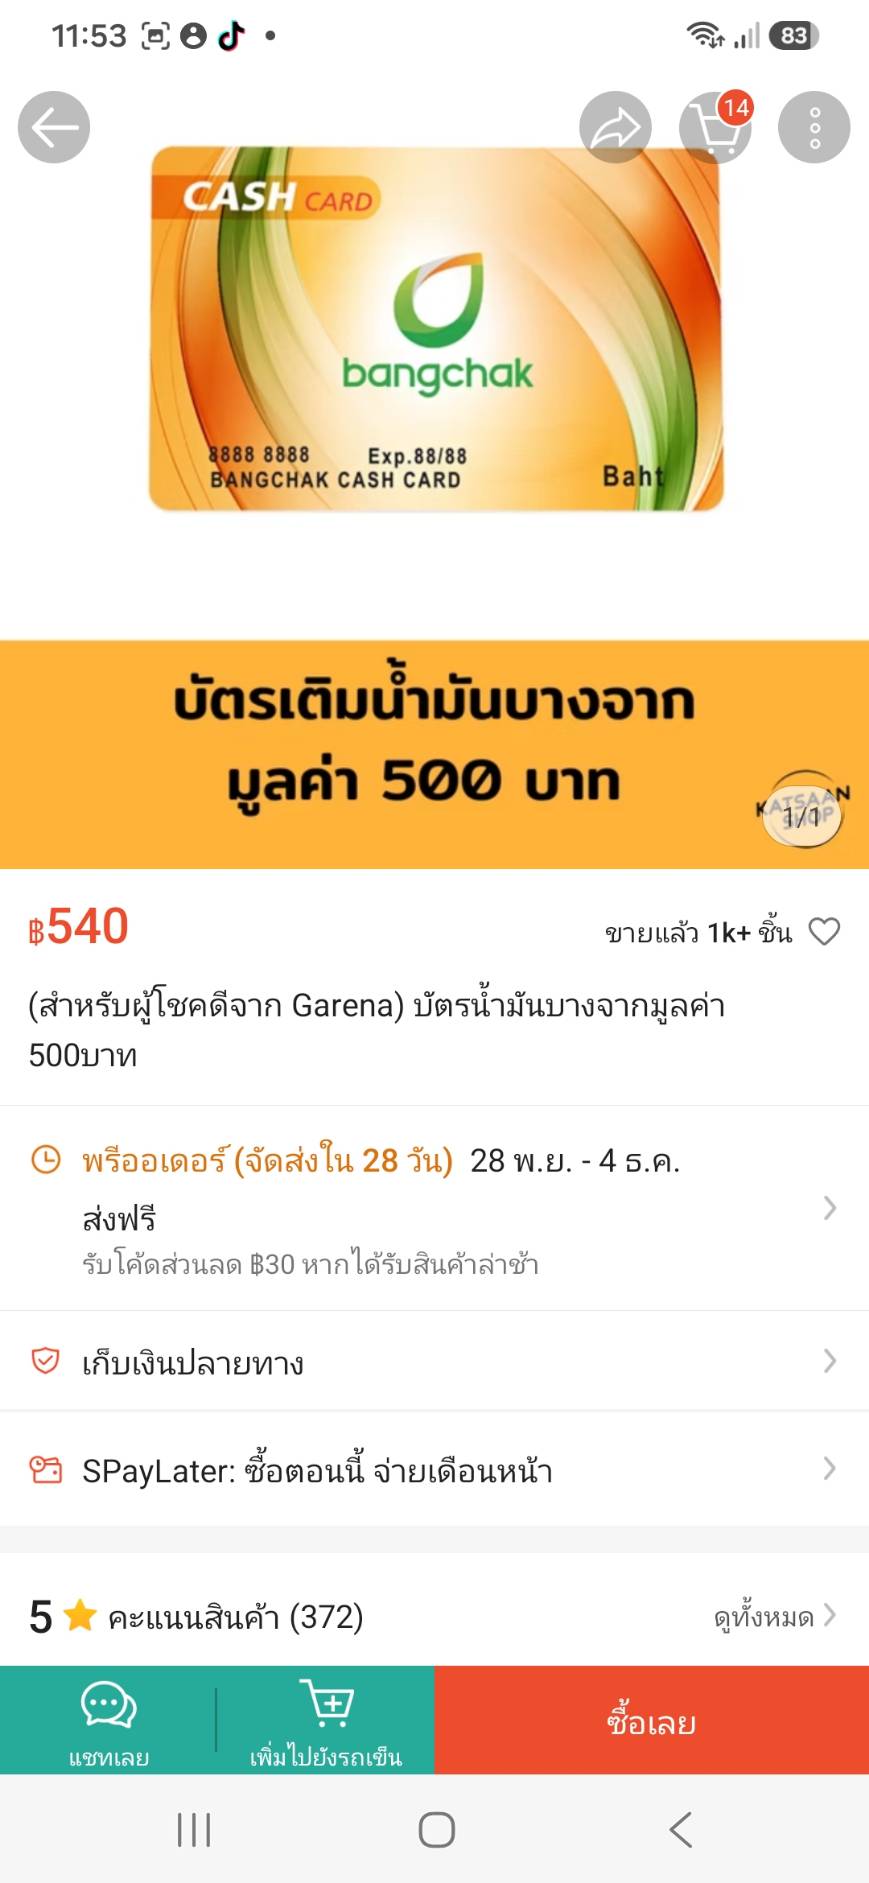 11:53
83
14
CASH CARD
bangchak
8888 8888 Exp.88/88
BANGCHAK CASH CARD Baht
บัตรเติมน้ำมันบางจาก
มูลค่า 500 บาท
KATSAAN
SHOP
1/1
฿540
ขายแล้ว 1k+ ชิ้น
(สำหรับผู้โชคดีจาก Garena) บัตรน้ำมันบางจากมูลค่า
500บาท
พรีออเดอร์ (จัดส่งใน 28 วัน) 28 พ.ย. - 4 ธ.ค.
ส่งฟรี
รับโค้ดส่วนลด ฿30 หากได้รับสินค้าล่าช้า
เก็บเงินปลายทาง
SPayLater: ซื้อตอนนี้ จ่ายเดือนหน้า
5 คะแนนสินค้า (372)
ดูทั้งหมด
แชทเลย
เพิ่มไปยังรถเข็น
ซื้อเลย